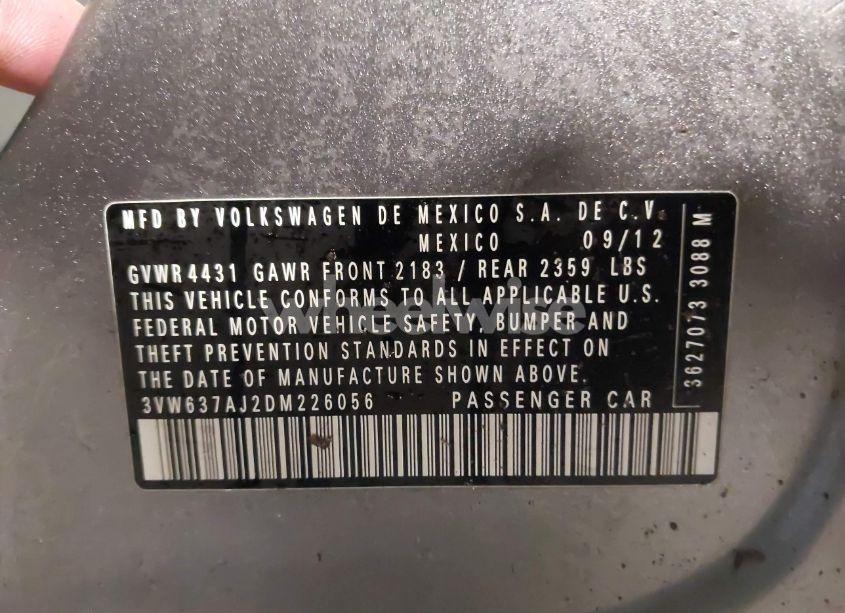 MFD BY VOLKSWAGEN DE MEXICO S.A. DE C.V.
MEXICO 09/12
GVWR 4431 GAWR FRONT 2183 / REAR 2359 LBS
THIS VEHICLE CONFORMS TO ALL APPLICABLE U.S.
FEDERAL MOTOR VEHICLE SAFETY, BUMPER AND
THEFT PREVENTION STANDARDS IN EFFECT ON
THE DATE OF MANUFACTURE SHOWN ABOVE.
3VW637AJ2DM226056 PASSENGER CAR
3627073 3088 M
wheelwise